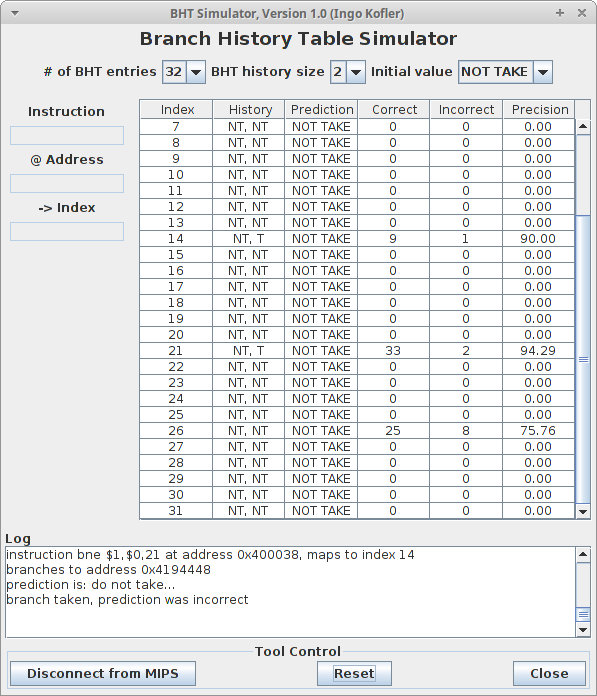 BHT Simulator, Version 1.0 (Ingo Kofler)
Branch History Table Simulator
# of BHT entries 32 BHT history size 2 Initial value NOT TAKE
Instruction
@ Address
-> Index
Index History Prediction Correct Incorrect Precision
7 NT, NT NOT TAKE 0 0 0.00
8 NT, NT NOT TAKE 0 0 0.00
9 NT, NT NOT TAKE 0 0 0.00
10 NT, NT NOT TAKE 0 0 0.00
11 NT, NT NOT TAKE 0 0 0.00
12 NT, NT NOT TAKE 0 0 0.00
13 NT, NT NOT TAKE 0 0 0.00
14 NT, T NOT TAKE 9 1 90.00
15 NT, NT NOT TAKE 0 0 0.00
16 NT, NT NOT TAKE 0 0 0.00
17 NT, NT NOT TAKE 0 0 0.00
18 NT, NT NOT TAKE 0 0 0.00
19 NT, NT NOT TAKE 0 0 0.00
20 NT, NT NOT TAKE 0 0 0.00
21 NT, T NOT TAKE 33 2 94.29
22 NT, NT NOT TAKE 0 0 0.00
23 NT, NT NOT TAKE 0 0 0.00
24 NT, NT NOT TAKE 0 0 0.00
25 NT, NT NOT TAKE 0 0 0.00
26 NT, NT NOT TAKE 25 8 75.76
27 NT, NT NOT TAKE 0 0 0.00
28 NT, NT NOT TAKE 0 0 0.00
29 NT, NT NOT TAKE 0 0 0.00
30 NT, NT NOT TAKE 0 0 0.00
31 NT, NT NOT TAKE 0 0 0.00
Log
instruction bne $1,$0,21 at address 0x400038, maps to index 14
branches to address 0x4194448
prediction is: do not take...
branch taken, prediction was incorrect
Tool Control
Disconnect from MIPS Reset Close